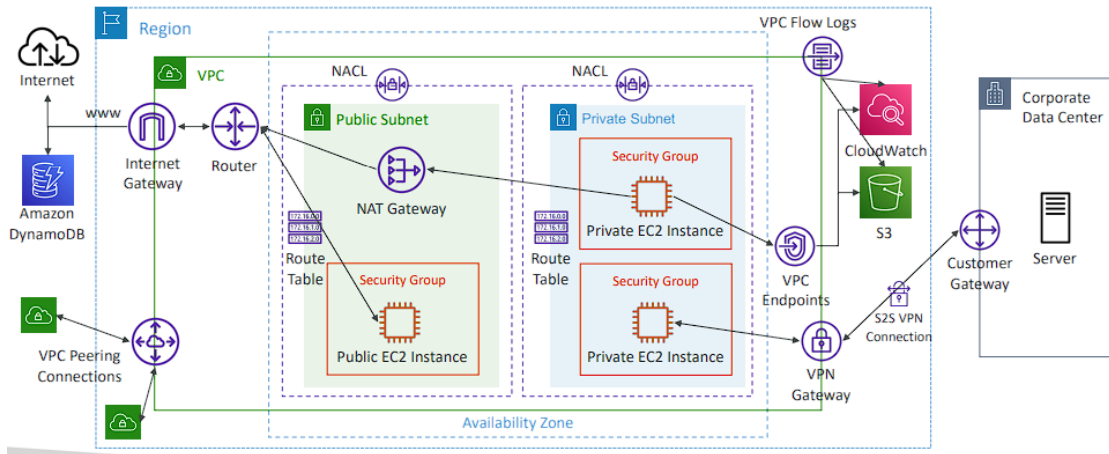 Region
VPC Flow Logs
Internet
VPC
NACL
NACL
Corporate
Data Center
www
Public Subnet
Private Subnet
Security Group
CloudWatch
Internet
Gateway
Router
NAT Gateway
Private EC2 Instance
S3
Amazon
DynamoDB
172.16.0.0
172.16.1.0
172.16.2.0
Route
Table
172.16.0.0
172.16.1.0
172.16.2.0
Route
Table
Security Group
Security Group
VPC
Endpoints
Customer
Gateway
Server
S2S VPN
Connection
VPC Peering
Connections
Public EC2 Instance
Private EC2 Instance
VPN
Gateway
Availability Zone